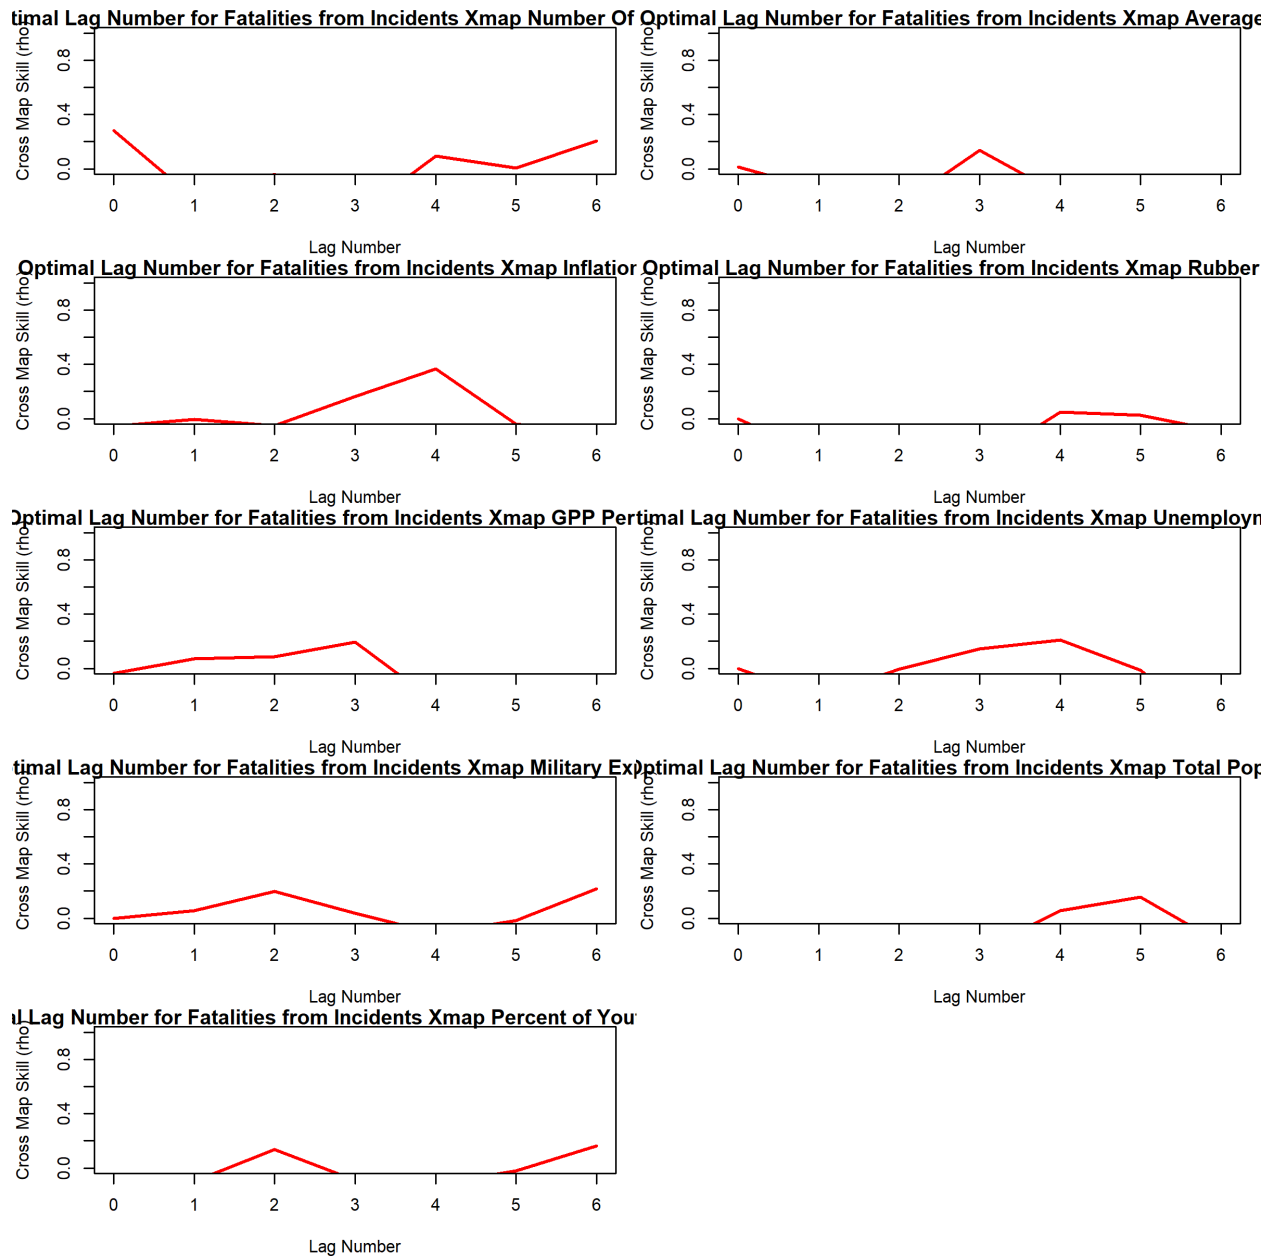 timal Lag Number for Fatalities from Incidents Xmap Number Of
Cross Map Skill (rho)
0.0 0.4 0.8
0 1 2 3 4 5 6
Lag Number
Optimal Lag Number for Fatalities from Incidents Xmap Average
Cross Map Skill (rho)
0.0 0.4 0.8
0 1 2 3 4 5 6
Lag Number
Optimal Lag Number for Fatalities from Incidents Xmap Inflation
Cross Map Skill (rho)
0.0 0.4 0.8
0 1 2 3 4 5 6
Lag Number
Optimal Lag Number for Fatalities from Incidents Xmap Rubber
Cross Map Skill (rho)
0.0 0.4 0.8
0 1 2 3 4 5 6
Lag Number
Optimal Lag Number for Fatalities from Incidents Xmap GPP Per
Cross Map Skill (rho)
0.0 0.4 0.8
0 1 2 3 4 5 6
Lag Number
timal Lag Number for Fatalities from Incidents Xmap Unemployn
Cross Map Skill (rho)
0.0 0.4 0.8
0 1 2 3 4 5 6
Lag Number
timal Lag Number for Fatalities from Incidents Xmap Military Exp
Cross Map Skill (rho)
0.0 0.4 0.8
0 1 2 3 4 5 6
Lag Number
Optimal Lag Number for Fatalities from Incidents Xmap Total Pop
Cross Map Skill (rho)
0.0 0.4 0.8
0 1 2 3 4 5 6
Lag Number
al Lag Number for Fatalities from Incidents Xmap Percent of You
Cross Map Skill (rho)
0.0 0.4 0.8
0 1 2 3 4 5 6
Lag Number